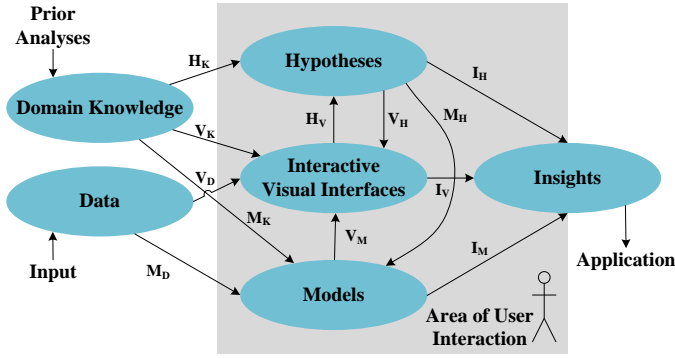 Prior
Analyses
H_K
Hypotheses
I_H
Domain Knowledge
H_V
V_H
M_H
V_K
Interactive
Visual Interfaces
Insights
V_D
I_V
Data
M_K
V_M
Input
M_D
I_M
Application
Models
Area of User
Interaction